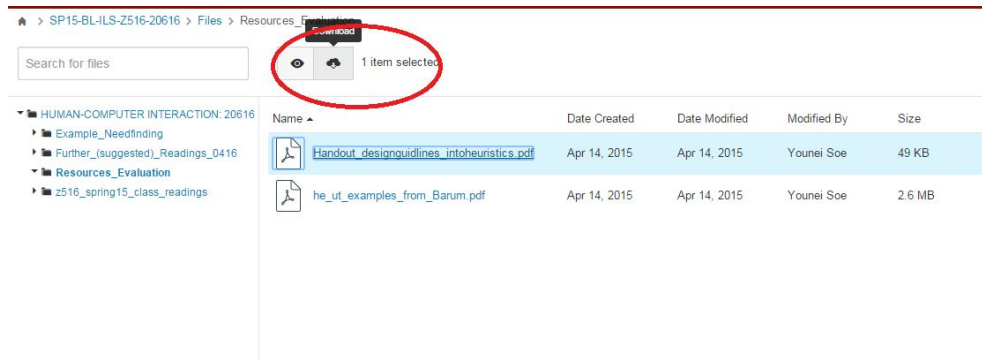 > SP15-BL-ILS-Z516-20616 > Files > Resources_Evaluation
Download
Search for files
1 item selected
HUMAN-COMPUTER INTERACTION: 20616
Example_Needfinding
Further_(suggested)_Readings_0416
Resources_Evaluation
z516_spring15_class_readings
Name Date Created Date Modified Modified By Size
Handout_designguidlines_intoheuristics.pdf Apr 14, 2015 Apr 14, 2015 Younei Soe 49 KB
he_ut_examples_from_Barum.pdf Apr 14, 2015 Apr 14, 2015 Younei Soe 2.6 MB